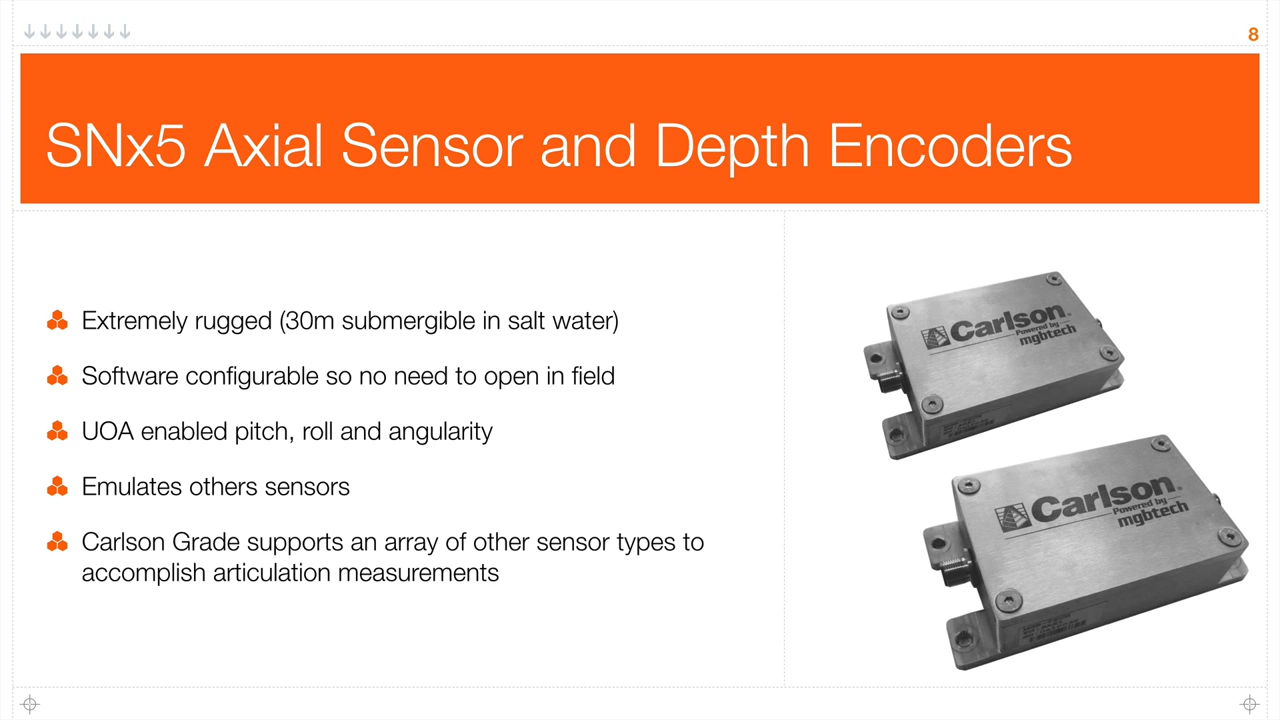 8
SNx5 Axial Sensor and Depth Encoders
Extremely rugged (30m submergible in salt water)
Software configurable so no need to open in field
UOA enabled pitch, roll and angularity
Emulates others sensors
Carlson Grade supports an array of other sensor types to
accomplish articulation measurements
Carlson
Powered by
mgbtech
Carlson
Powered by
mgbtech